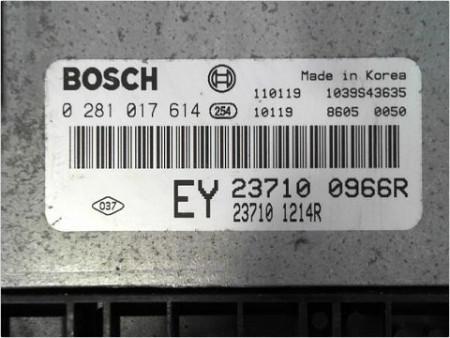 BOSCH Made in Korea
110119 1039S43635
0 281 017 614 254 10119 8605 0050
037 EY 23710 0966R
23710 1214R